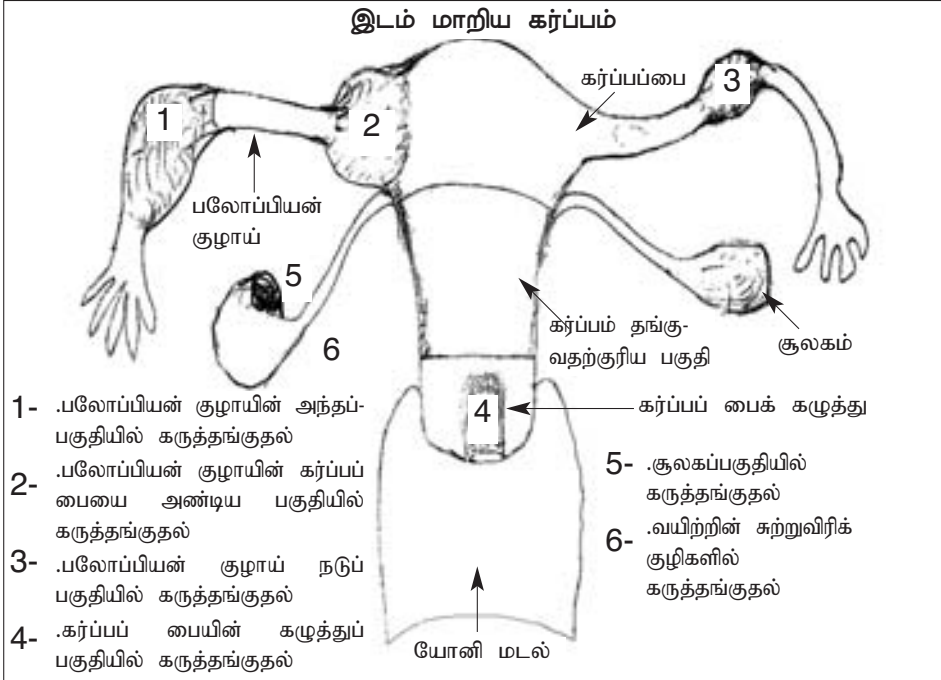 இடம் மாறிய கர்ப்பம்
கர்ப்பப்பை
1
2
3
பலோப்பியன்
குழாய்
5
6
கர்ப்பம் தங்கு-
வதற்குரிய பகுதி
சூலகம்
4
கர்ப்பப் பைக் கழுத்து
யோனி மடல்
1- .பலோப்பியன் குழாயின் அந்தப்-
பகுதியில் கருத்தங்குதல்
2- .பலோப்பியன் குழாயின் கர்ப்பப்
பையை அண்டிய பகுதியில்
கருத்தங்குதல்
3- .பலோப்பியன் குழாய் நடுப்
பகுதியில் கருத்தங்குதல்
4- .கர்ப்பப் பையின் கழுத்துப்
பகுதியில் கருத்தங்குதல்
5- .சூலகப்பகுதியில்
கருத்தங்குதல்
6- .வயிற்றின் சுற்றுவிரிக்
குழிகளில்
கருத்தங்குதல்